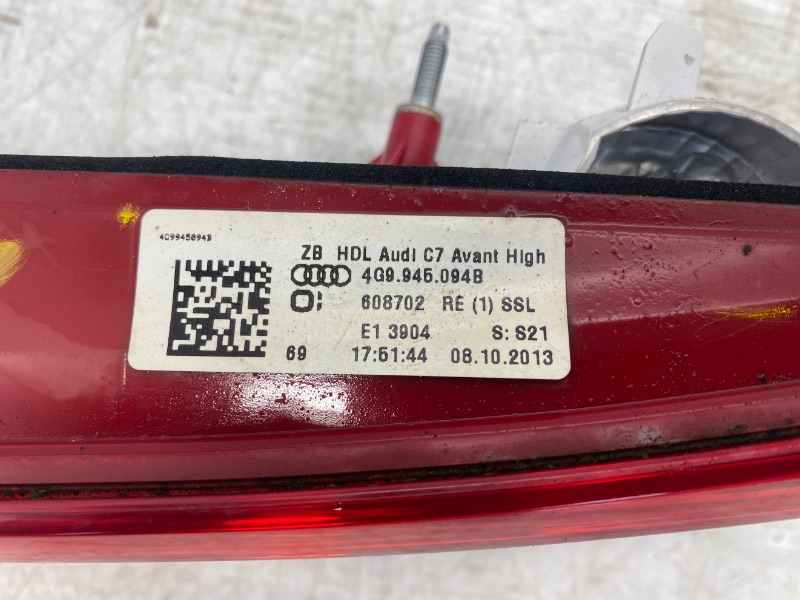 4G9945094B
ZB HDL Audi C7 Avant High
4G9.945.094B
608702 RE (1) SSL
E1 3904 S: S21
69 17:51:44 08.10.2013